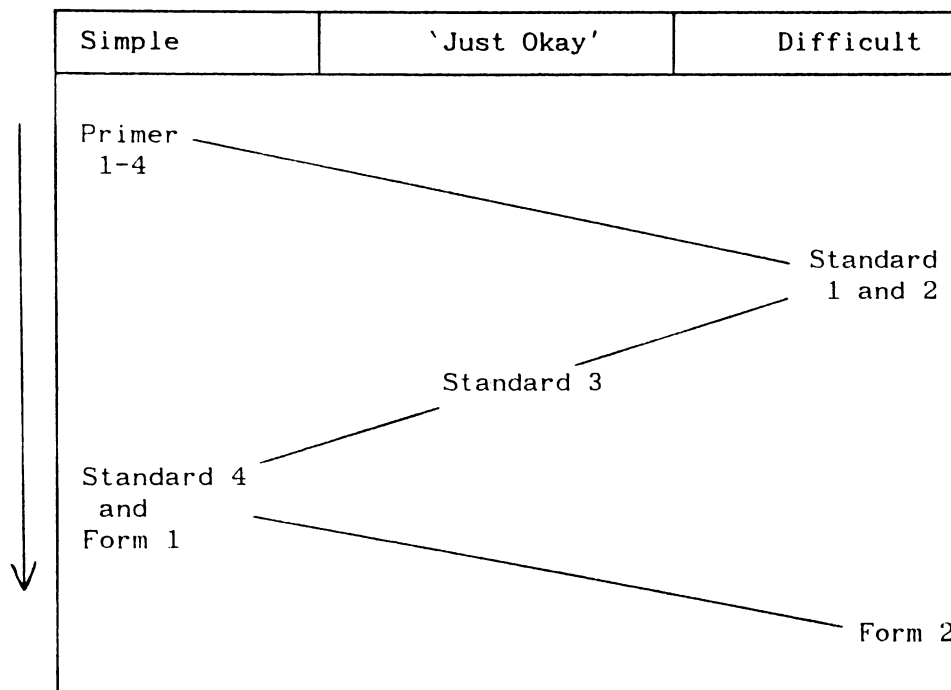 Simple `Just Okay' Difficult
Primer
1-4
Standard
1 and 2
Standard 3
Standard 4
and
Form 1
Form 2